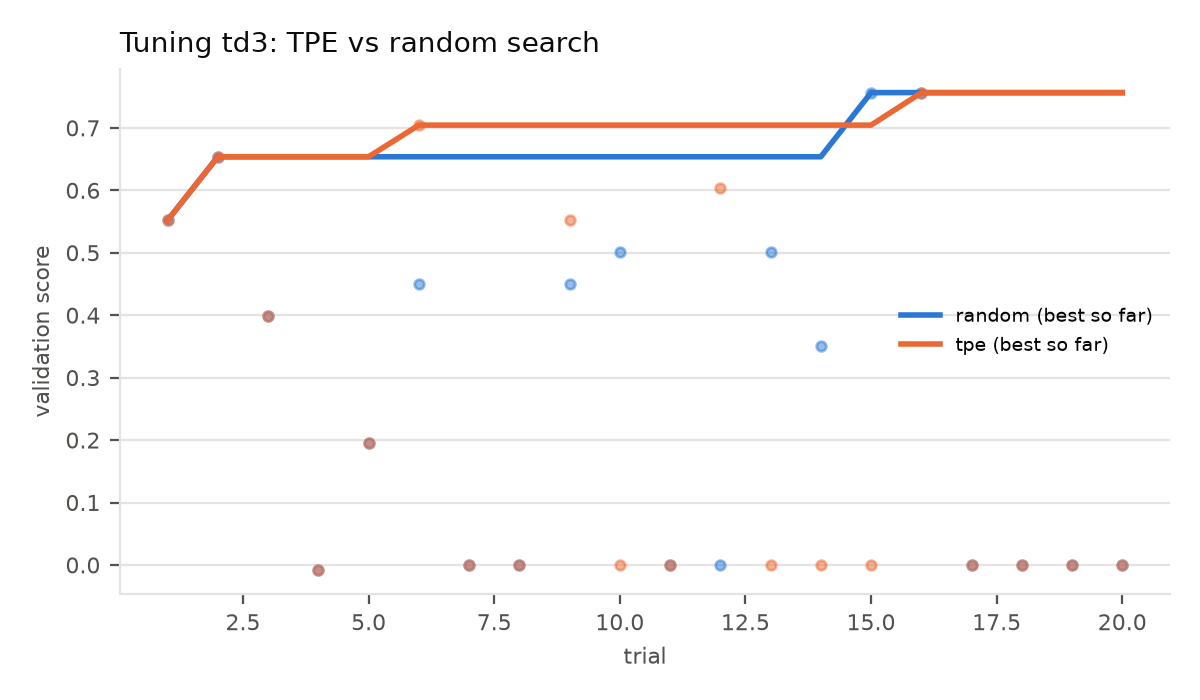 Tuning td3: TPE vs random search
validation score
0.7
0.6
0.5
0.4
0.3
0.2
0.1
0.0
random (best so far)
tpe (best so far)
2.5 5.0 7.5 10.0 12.5 15.0 17.5 20.0
trial